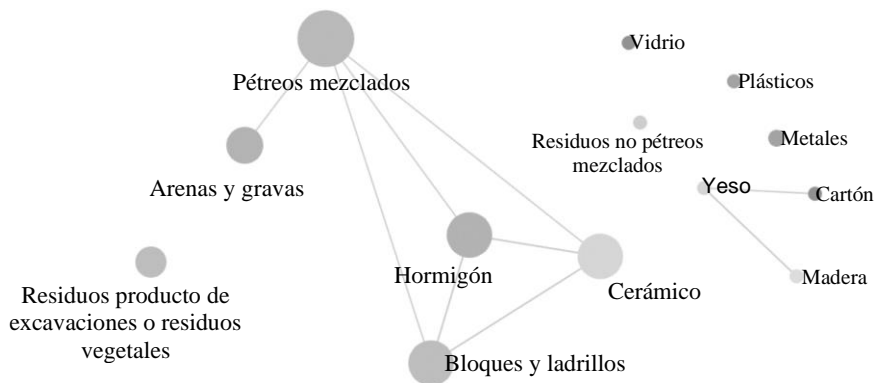 Vidrio
Pétreos mezclados
Plásticos
Residuos no pétreos
mezclados
Metales
Arenas y gravas
Yeso
Cartón
Hormigón
Cerámico
Madera
Residuos producto de
excavaciones o residuos
vegetales
Bloques y ladrillos